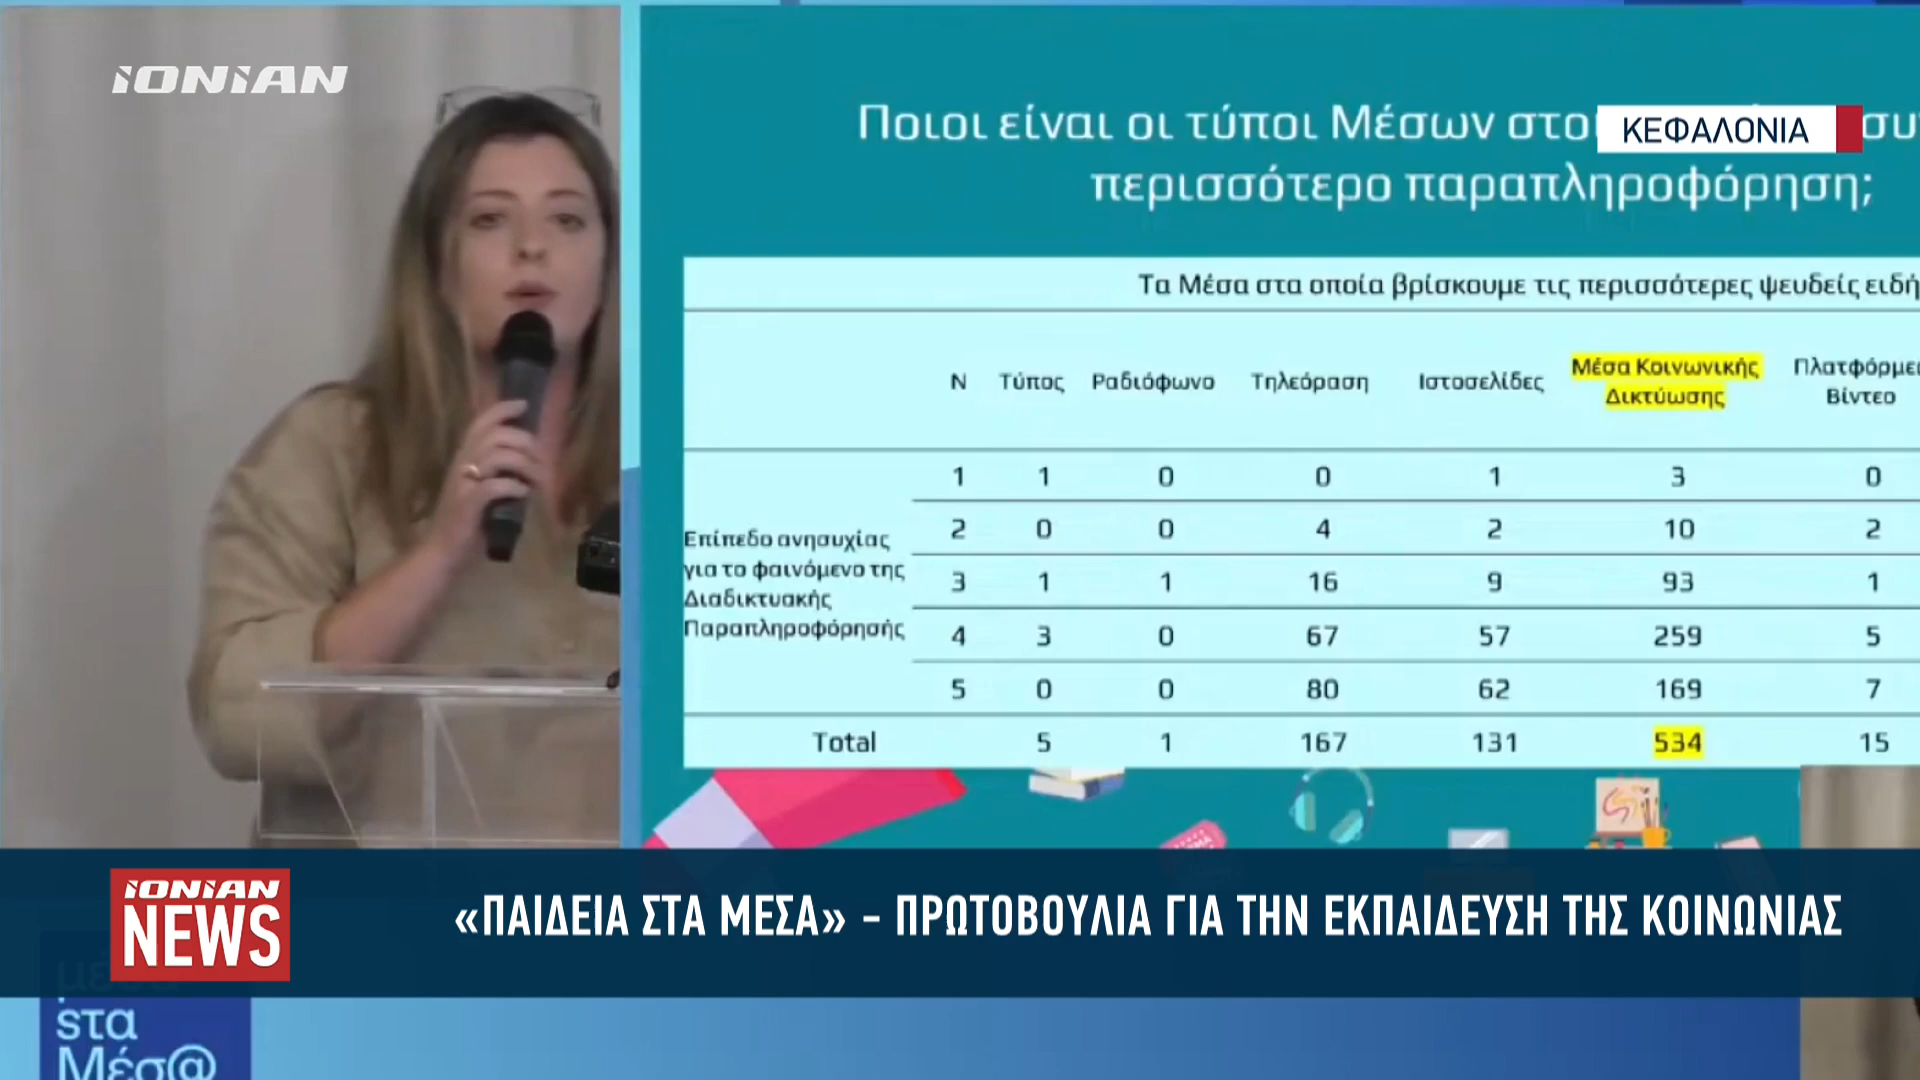 iONiAN
Ποιοι είναι οι τύποι Μέσων στο
ΚΕΦΑΛΟΝΙΑ
περισσότερο παραπληροφόρηση;
Τα Μέσα στα οποία βρίσκουμε τις περισσότερες ψευδείς
N Τύπος Ραδιόφωνο Τηλεόραση Ιστοσελίδες Μέσα Κοινωνικής Δικτύωσης Βίντεο
1 1 0 0 1 3 0
2 0 0 4 2 10 2
3 1 1 16 9 93 1
4 3 0 67 57 259 5
5 0 0 80 62 169 7
Επίπεδο ανησυχίας
για το φαινόμενο της
Διαδικτυακής
Παραπληροφόρησής
Total 5 1 167 131 534 15
iONiAN
NEWS
«ΠΑΙΔΕΙΑ ΣΤΑ ΜΕΣΑ» – ΠΡΩΤΟΒΟΥΛΙΑ ΓΙΑ ΤΗΝ ΕΚΠΑΙΔΕΥΣΗ ΤΗΣ ΚΟΙΝΩΝΙΑΣ
sτα
Μέσ@